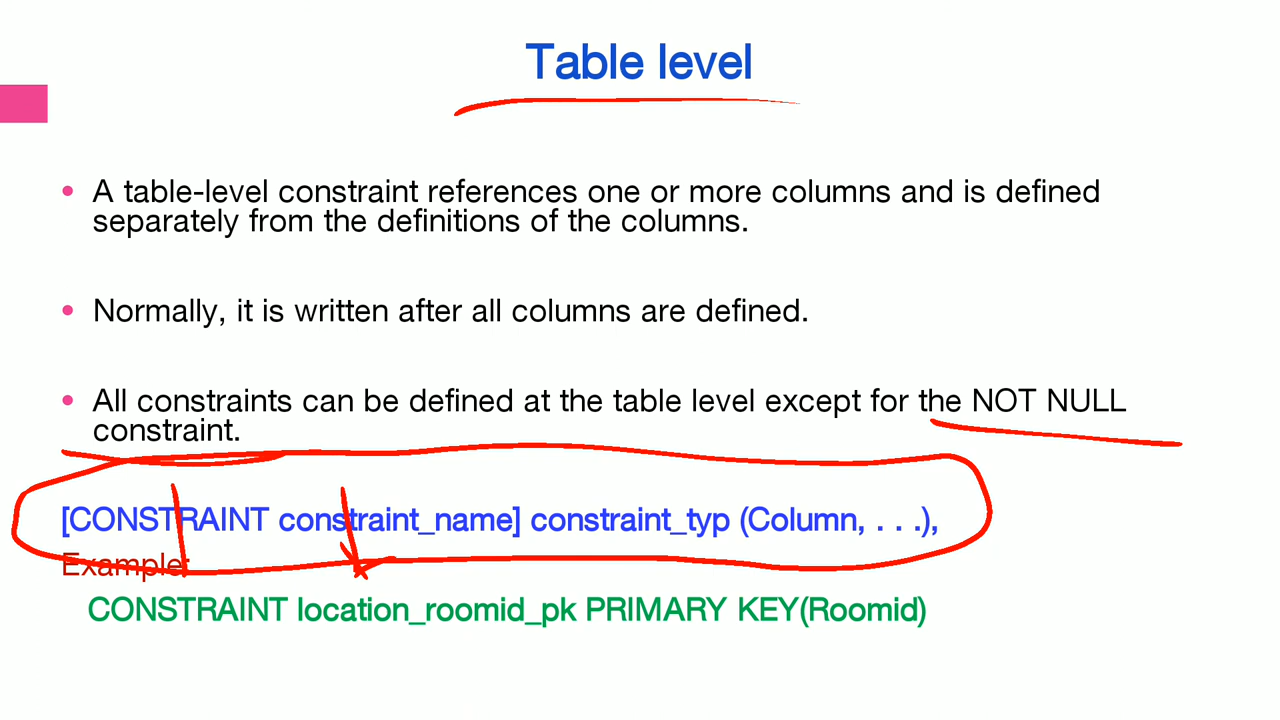 Table level
• A table-level constraint references one or more columns and is defined
separately from the definitions of the columns.
• Normally, it is written after all columns are defined.
• All constraints can be defined at the table level except for the NOT NULL
constraint.
[CONSTRAINT constraint_name] constraint_typ (Column, . . .),
Example:
CONSTRAINT location_roomid_pk PRIMARY KEY(Roomid)